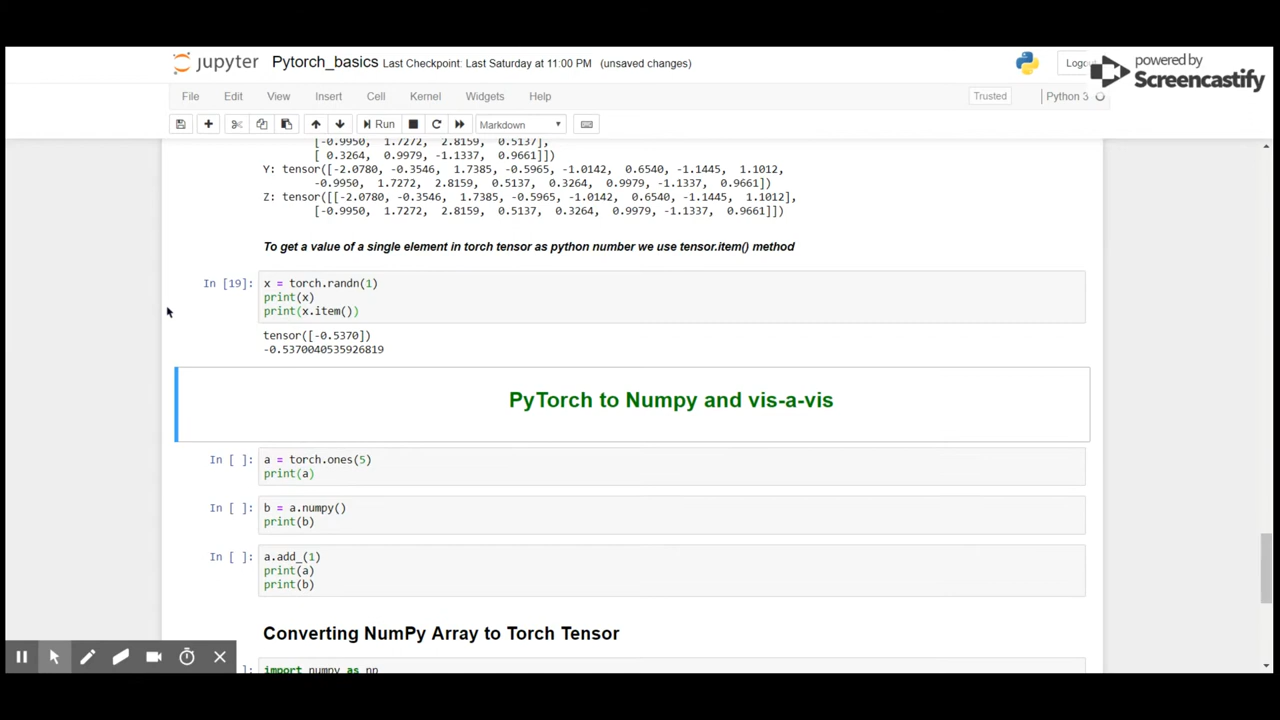 powered by
Screencastify
jupyter Pytorch_basics Last Checkpoint: Last Saturday at 11:00 PM (unsaved changes)
File Edit View Insert Cell Kernel Widgets Help Trusted Python 3
Run Markdown
[-0.9950, 1.7272, 2.8159, 0.5137],
[ 0.3264, 0.9979, -1.1337, 0.9661]])
Y: tensor([-2.0780, -0.3546, 1.7385, -0.5965, -1.0142, 0.6540, -1.1445, 1.1012,
-0.9950, 1.7272, 2.8159, 0.5137, 0.3264, 0.9979, -1.1337, 0.9661])
Z: tensor([[-2.0780, -0.3546, 1.7385, -0.5965, -1.0142, 0.6540, -1.1445, 1.1012],
[-0.9950, 1.7272, 2.8159, 0.5137, 0.3264, 0.9979, -1.1337, 0.9661]])
To get a value of a single element in torch tensor as python number we use tensor.item() method
In [19]: x = torch.randn(1)
print(x)
print(x.item())
tensor([-0.5370])
-0.5370040535926819
PyTorch to Numpy and vis-a-vis
In [ ]: a = torch.ones(5)
print(a)
In [ ]: b = a.numpy()
print(b)
In [ ]: a.add_(1)
print(a)
print(b)
Converting NumPy Array to Torch Tensor
]: import numpy as np